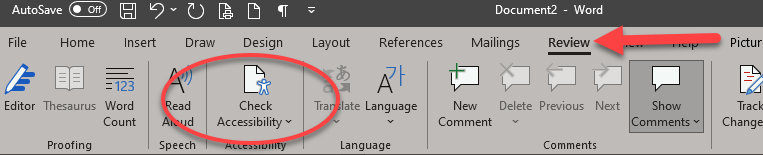 AutoSave Off Document2 - Word
File Home Insert Draw Design Layout References Mailings Review View Help Pictur
123
Editor Thesaurus Word Count Read Aloud Check Accessibility Translate Language New Comment Delete Previous Next Show Comments Track Change
Proofing Speech Accessibility Language Comments